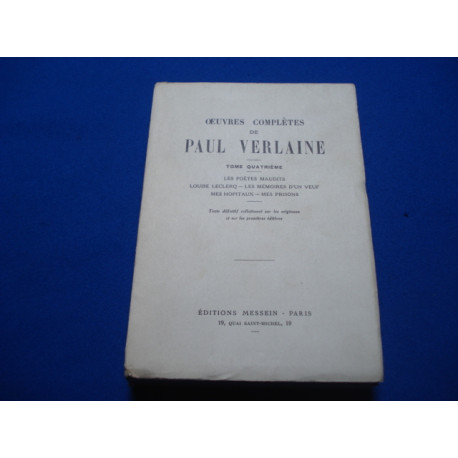 ŒUVRES COMPLÈTES
DE
PAUL VERLAINE
TOME QUATRIÈME
LES POÈTES MAUDITS
LOUISE LECLERQ — LES MÉMOIRES D'UN VEUF
MES HOPITAUX — MES PRISONS
Texte définitif collationné sur les originaux
et sur les premières éditions
ÉDITIONS MESSEIN - PARIS
19, QUAI SAINT-MICHEL, 19